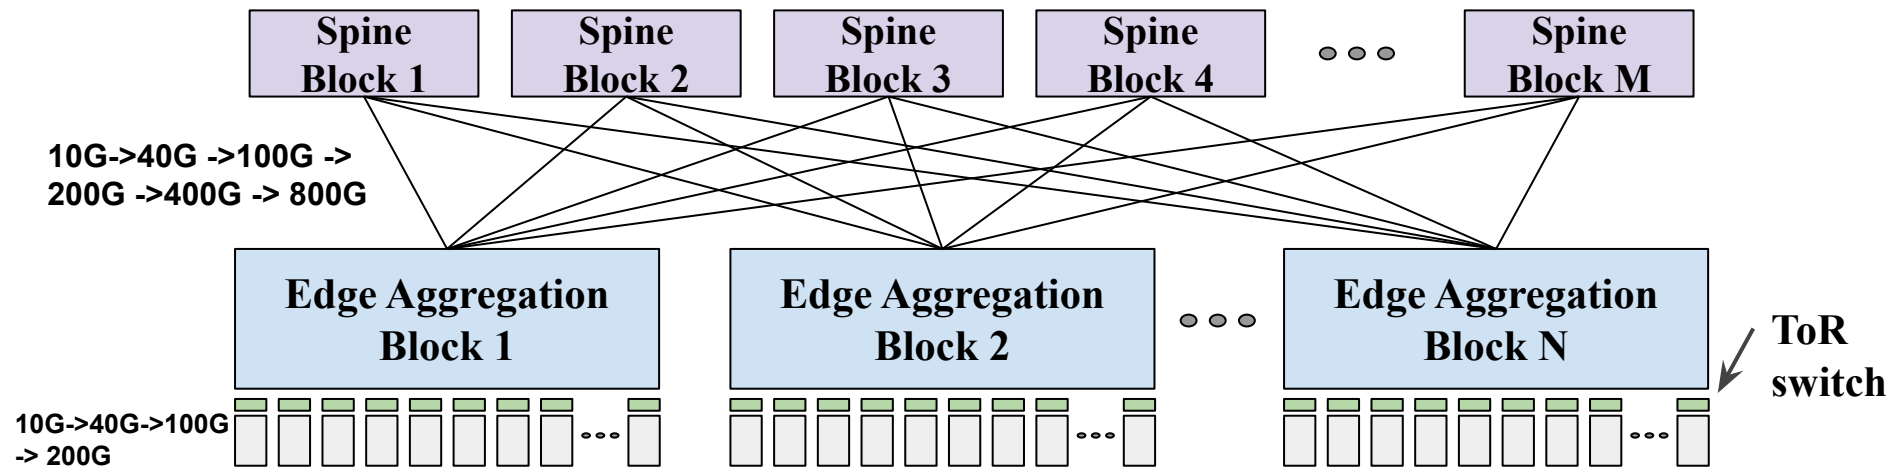 Spine
Block 1
Spine
Block 2
Spine
Block 3
Spine
Block 4
Spine
Block M
10G->40G ->100G ->
200G ->400G -> 800G
Edge Aggregation
Block 1
Edge Aggregation
Block 2
Edge Aggregation
Block N
ToR
switch
10G->40G->100G
-> 200G